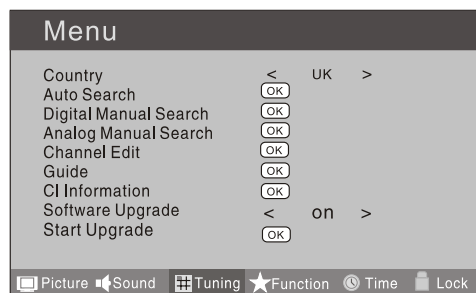 Menu
Country < UK >
Auto Search OK
Digital Manual Search OK
Analog Manual Search OK
Channel Edit OK
Guide OK
CI Information OK
Software Upgrade < on >
Start Upgrade OK
Picture Sound Tuning Function Time Lock